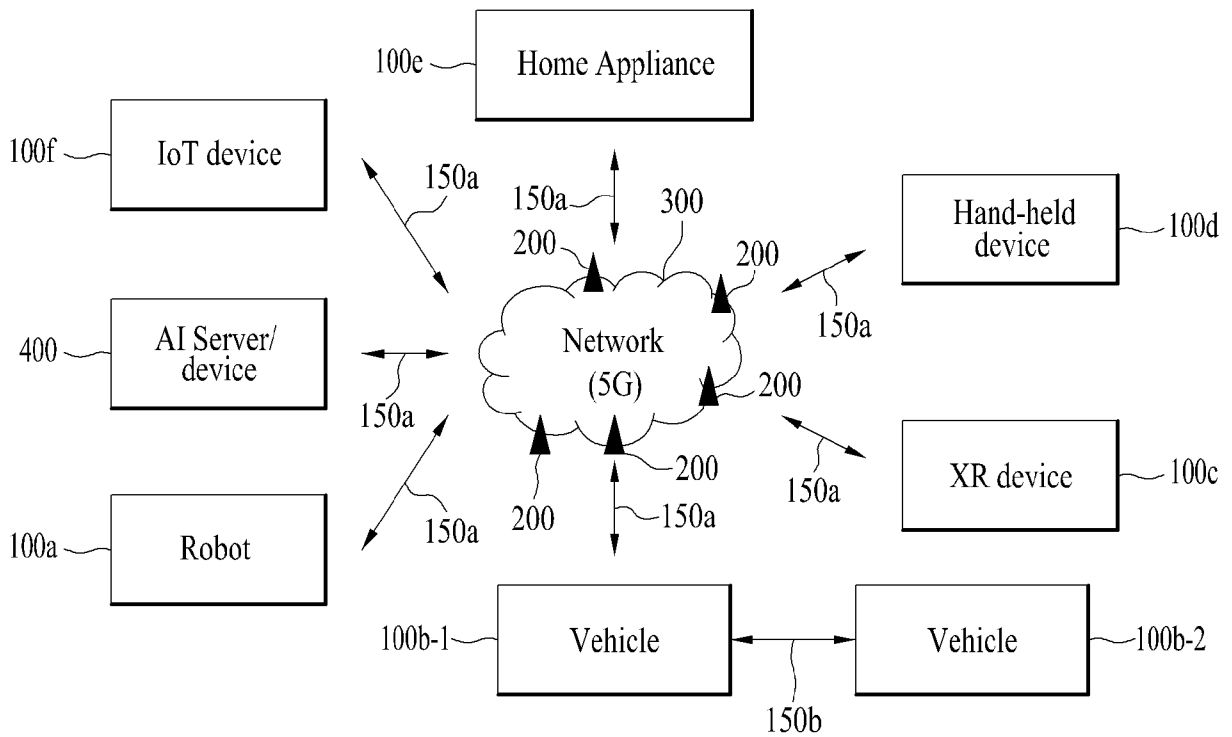 100e
Home Appliance
100f
IoT device
150a
150a
300
200
200
Hand-held
device
100d
150a
400
AI Server/
device
150a
Network
(5G)
200
200
200
150a
XR device
100c
100a
Robot
150a
150a
100b-1
Vehicle
150b
Vehicle
100b-2